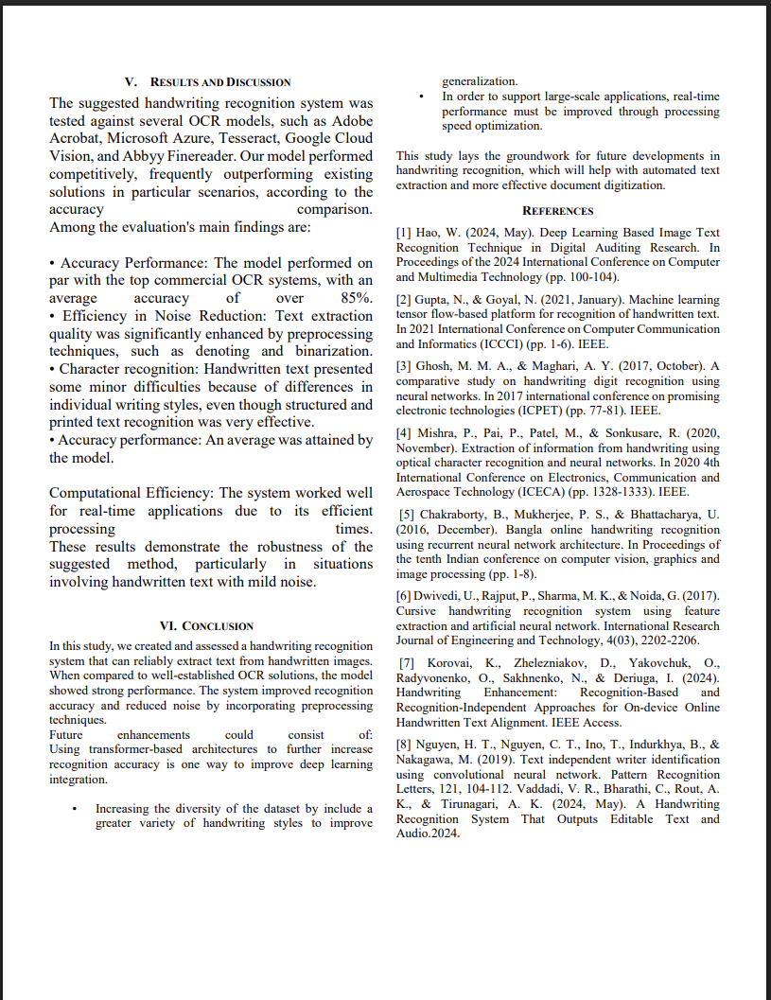 V. RESULTS AND DISCUSSION
The suggested handwriting recognition system was
tested against several OCR models, such as Adobe
Acrobat, Microsoft Azure, Tesseract, Google Cloud
Vision, and Abbyy Finereader. Our model performed
competitively, frequently outperforming existing
solutions in particular scenarios, according to the
accuracy comparison.
Among the evaluation's main findings are:
• Accuracy Performance: The model performed on
par with the top commercial OCR systems, with an
average accuracy of over 85%.
• Efficiency in Noise Reduction: Text extraction
quality was significantly enhanced by preprocessing
techniques, such as denoting and binarization.
• Character recognition: Handwritten text presented
some minor difficulties because of differences in
individual writing styles, even though structured and
printed text recognition was very effective.
• Accuracy performance: An average was attained by
the model.
Computational Efficiency: The system worked well
for real-time applications due to its efficient
processing times.
These results demonstrate the robustness of the
suggested method, particularly in situations
involving handwritten text with mild noise.
VI. CONCLUSION
In this study, we created and assessed a handwriting recognition
system that can reliably extract text from handwritten images.
When compared to well-established OCR solutions, the model
showed strong performance. The system improved recognition
accuracy and reduced noise by incorporating preprocessing
techniques.
Future enhancements could consist of:
Using transformer-based architectures to further increase
recognition accuracy is one way to improve deep learning
integration.
• Increasing the diversity of the dataset by include a
greater variety of handwriting styles to improve
generalization.
• In order to support large-scale applications, real-time
performance must be improved through processing
speed optimization.
This study lays the groundwork for future developments in
handwriting recognition, which will help with automated text
extraction and more effective document digitization.
REFERENCES
[1] Hao, W. (2024, May). Deep Learning Based Image Text
Recognition Technique in Digital Auditing Research. In
Proceedings of the 2024 International Conference on Computer
and Multimedia Technology (pp. 100-104).
[2] Gupta, N., & Goyal, N. (2021, January). Machine learning
tensor flow-based platform for recognition of handwritten text.
In 2021 International Conference on Computer Communication
and Informatics (ICCCI) (pp. 1-6). IEEE.
[3] Ghosh, M. M. A., & Maghari, A. Y. (2017, October). A
comparative study on handwriting digit recognition using
neural networks. In 2017 international conference on promising
electronic technologies (ICPET) (pp. 77-81). IEEE.
[4] Mishra, P., Pai, P., Patel, M., & Sonkusare, R. (2020,
November). Extraction of information from handwriting using
optical character recognition and neural networks. In 2020 4th
International Conference on Electronics, Communication and
Aerospace Technology (ICECA) (pp. 1328-1333). IEEE.
[5] Chakraborty, B., Mukherjee, P. S., & Bhattacharya, U.
(2016, December). Bangla online handwriting recognition
using recurrent neural network architecture. In Proceedings of
the tenth Indian conference on computer vision, graphics and
image processing (pp. 1-8).
[6] Dwivedi, U., Rajput, P., Sharma, M. K., & Noida, G. (2017).
Cursive handwriting recognition system using feature
extraction and artificial neural network. International Research
Journal of Engineering and Technology, 4(03), 2202-2206.
[7] Korovai, K., Zhelezniakov, D., Yakovchuk, O.,
Radyvonenko, O., Sakhnenko, N., & Deriuga, I. (2024).
Handwriting Enhancement: Recognition-Based and
Recognition-Independent Approaches for On-device Online
Handwritten Text Alignment. IEEE Access.
[8] Nguyen, H. T., Nguyen, C. T., Ino, T., Indurkhya, B., &
Nakagawa, M. (2019). Text independent writer identification
using convolutional neural network. Pattern Recognition
Letters, 121, 104-112. Vaddadi, V. R., Bharathi, C., Rout, A.
K., & Tirunagari, A. K. (2024, May). A Handwriting
Recognition System That Outputs Editable Text and
Audio.2024.